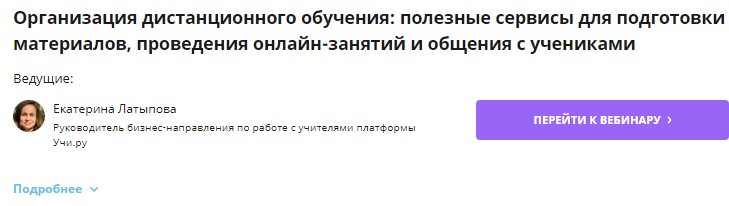 Организация дистанционного обучения: полезные сервисы для подготовки
материалов, проведения онлайн-занятий и общения с учениками
Ведущие:
Екатерина Латыпова
Руководитель бизнес-направления по работе с учителями платформы
Учи.ру
ПЕРЕЙТИ К ВЕБИНАРУ ›
Подробнее